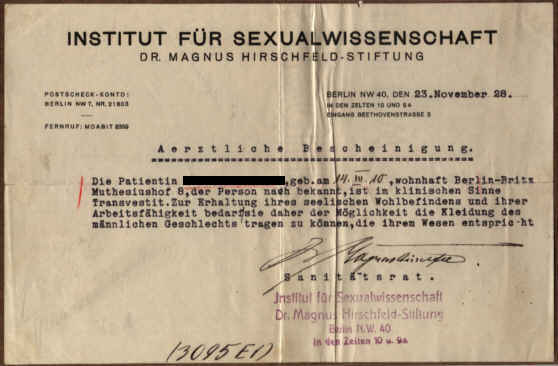 INSTITUT FÜR SEXUALWISSENSCHAFT
DR. MAGNUS HIRSCHFELD-STIFTUNG
POSTSCHECK-KONTO:
BERLIN NW 7, NR. 21803
FERNRUF: MOABIT
BERLIN NW 40, DEN 23.November 28.
IN DEN ZELTEN 10 UND 9A
EINGANG BEETHOVENSTRASSE 3
Aerztliche Bescheinigung.
Die Patientin ,geb.am 14. IV 10,wohnhaft Berlin-Britz
Muthesiushof 8,der Person nach bekannt,ist im klinischen Sinne
Transvestit.Zur Erhaltung ihres seelischen Wohlbefindens und ihrer
Arbeitsfähigkeit bedarf sie daher der Möglichkeit die Kleidung des
männlichen Geschlechts tragen zu können,die ihrem Wesen entspricht
Sanitätsrat.
Institut für Sexualwissenschaft
Dr. Magnus Hirschfeld-Stiftung
Berlin N.W. 40
In den Zelten 10 u. 9a